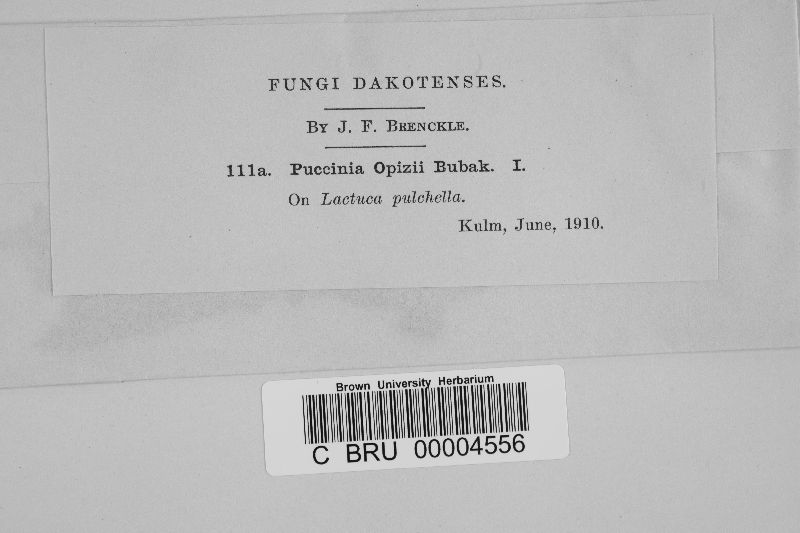 FUNGI DAKOTENSES.
By J. F. Brenckle.
111a. Puccinia Opizii Bubak. I.
On Lactuca pulchella.
Kulm, June, 1910.
Brown University Herbarium
C BRU 00004556